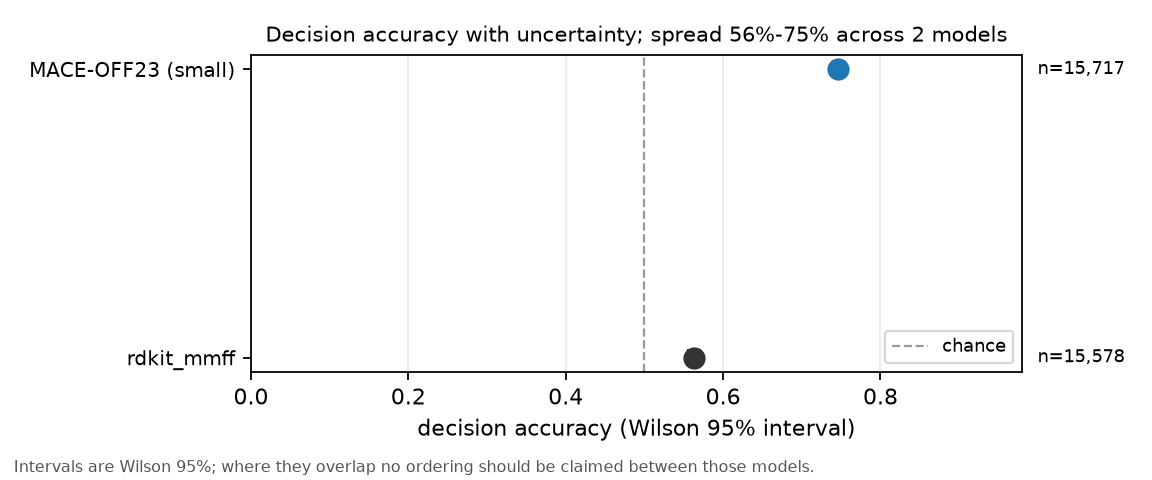 Decision accuracy with uncertainty; spread 56%-75% across 2 models
MACE-OFF23 (small)
n=15,717
rdkit_mmff
chance
n=15,578
0.0 0.2 0.4 0.6 0.8
decision accuracy (Wilson 95% interval)
Intervals are Wilson 95%; where they overlap no ordering should be claimed between those models.